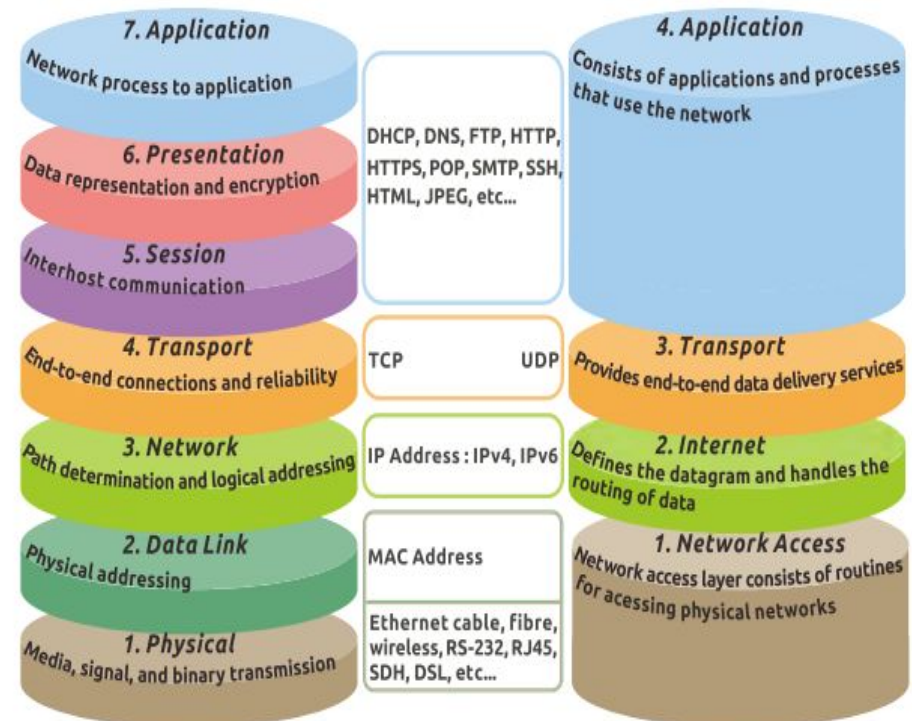 7. Application
Network process to application
6. Presentation
Data representation and encryption
5. Session
Interhost communication
4. Transport
End-to-end connections and reliability
3. Network
Path determination and logical addressing
2. Data Link
Physical addressing
1. Physical
Media, signal, and binary transmission
DHCP, DNS, FTP, HTTP,
HTTPS, POP, SMTP, SSH,
HTML, JPEG, etc...
TCP UDP
IP Address : IPv4, IPv6
MAC Address
Ethernet cable, fibre,
wireless, RS-232, RJ45,
SDH, DSL, etc...
4. Application
Consists of applications and processes
that use the network
3. Transport
Provides end-to-end data delivery services
2. Internet
Defines the datagram and handles the
routing of data
1. Network Access
Network access layer consists of routines
for acessing physical networks